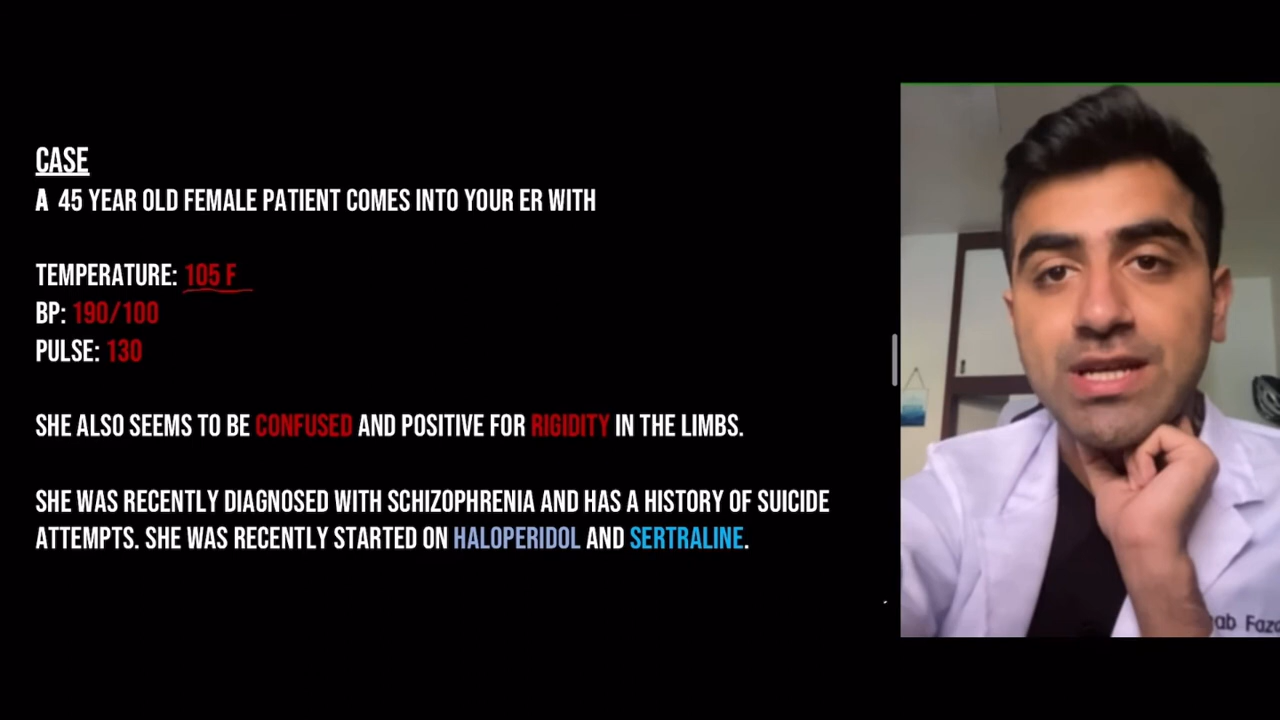 CASE
A 45 YEAR OLD FEMALE PATIENT COMES INTO YOUR ER WITH
TEMPERATURE: 105 F
BP: 190/100
PULSE: 130
SHE ALSO SEEMS TO BE CONFUSED AND POSITIVE FOR RIGIDITY IN THE LIMBS.
SHE WAS RECENTLY DIAGNOSED WITH SCHIZOPHRENIA AND HAS A HISTORY OF SUICIDE
ATTEMPTS. SHE WAS RECENTLY STARTED ON HALOPERIDOL AND SERTRALINE.